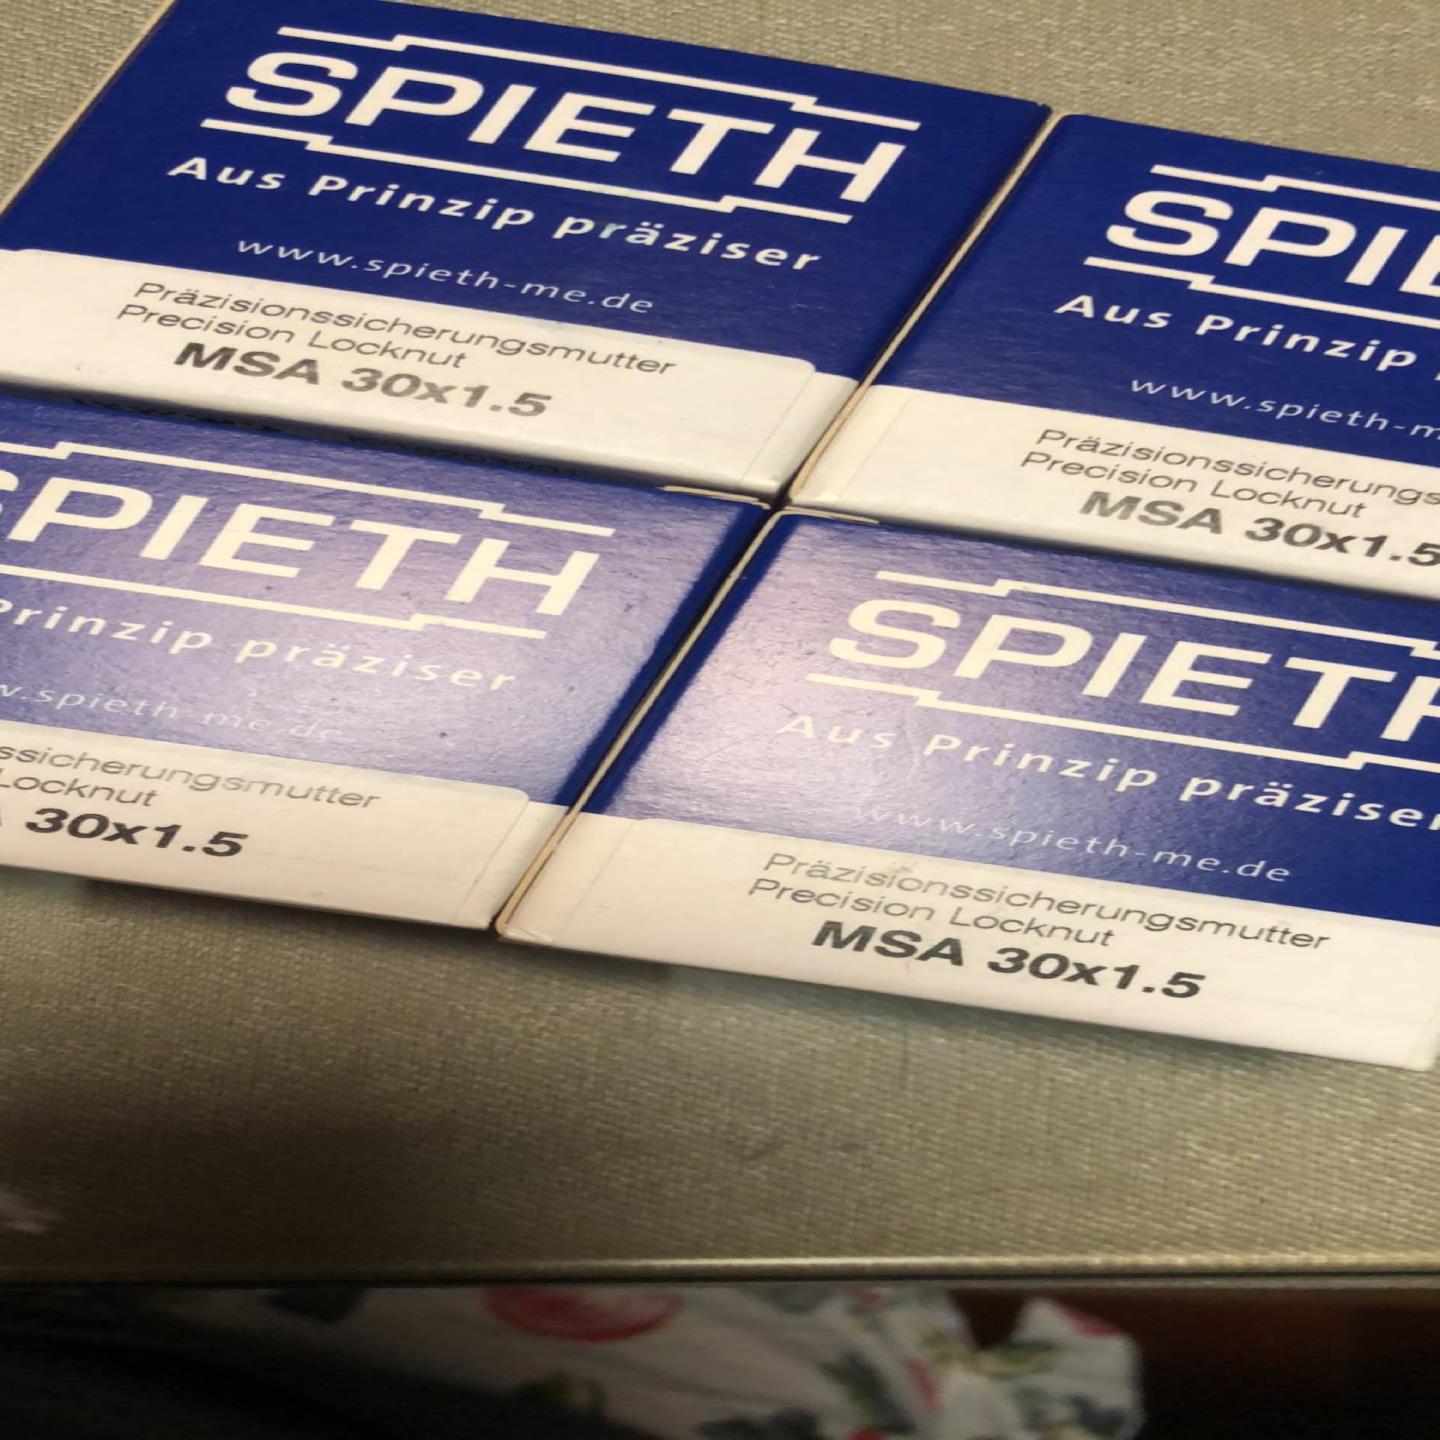 SPIETH
Aus Prinzip präziser
www.spieth-me.de
Präzisionssicherungsmutter
Precision Locknut
MSA 30x1.5
SPIE
Aus Prinzip
www.spieth-m
Präzisionssicherungs
Precision Locknut
MSA 30x1.5
SPIETH
Prinzip präziser
w.spieth-me.de
ssicherungsmutter
Locknut
30x1.5
SPIETH
Aus Prinzip präziser
www.spieth-me.de
Präzisionssicherungsmutter
Precision Locknut
MSA 30x1.5